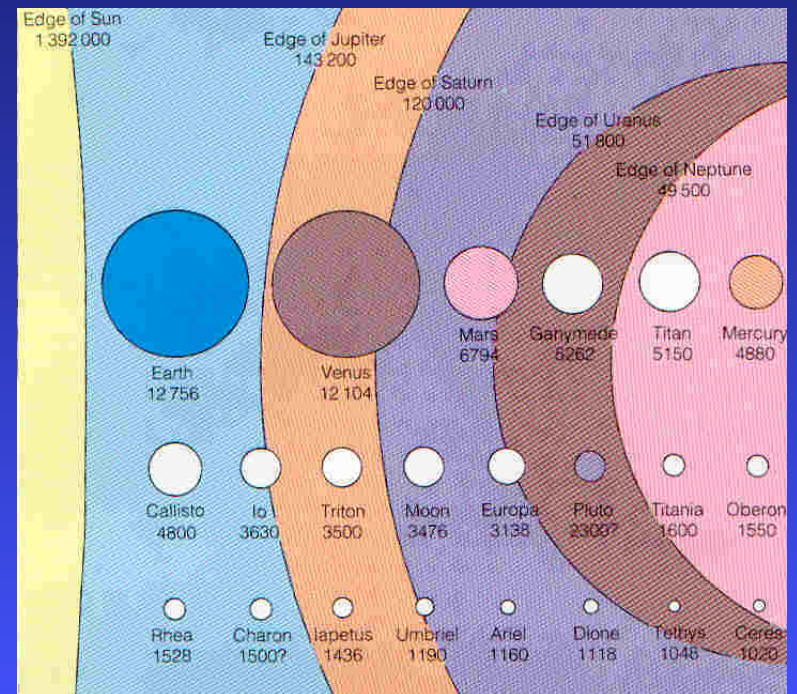 Edge of Sun
1 392 000
Edge of Jupiter
143 200
Edge of Saturn
120 000
Edge of Uranus
51 800
Edge of Neptune
49 500
Earth
12 756
Venus
12 104
Mars
6794
Ganymede
5262
Titan
5150
Mercury
4880
Callisto
4800
Io
3630
Triton
3500
Moon
3476
Europa
3138
Pluto
2300?
Titania
1600
Oberon
1550
Rhea
1528
Charon
1500?
Iapetus
1436
Umbriel
1190
Ariel
1160
Dione
1118
Tethys
1048
Ceres
1020